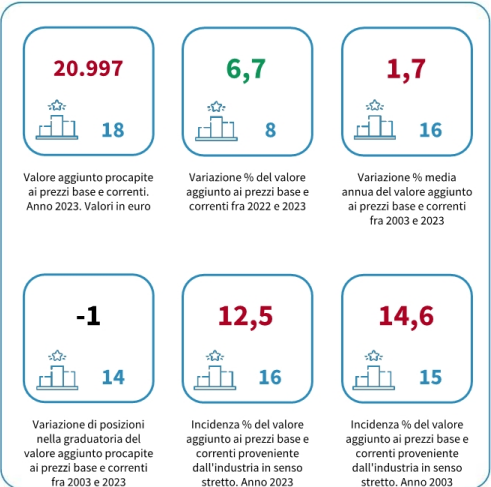 20.997
18
Valore aggiunto procapite
ai prezzi base e correnti.
Anno 2023. Valori in euro
6,7
8
Variazione % del valore
aggiunto ai prezzi base e
correnti fra 2022 e 2023
1,7
16
Variazione % media
annua del valore aggiunto
ai prezzi base e correnti
fra 2003 e 2023
-1
14
Variazione di posizioni
nella graduatoria del
valore aggiunto procapite
ai prezzi base e correnti
fra 2003 e 2023
12,5
16
Incidenza % del valore
aggiunto ai prezzi base e
correnti proveniente
dall'industria in senso
stretto. Anno 2023
14,6
15
Incidenza % del valore
aggiunto ai prezzi base e
correnti proveniente
dall'industria in senso
stretto. Anno 2003